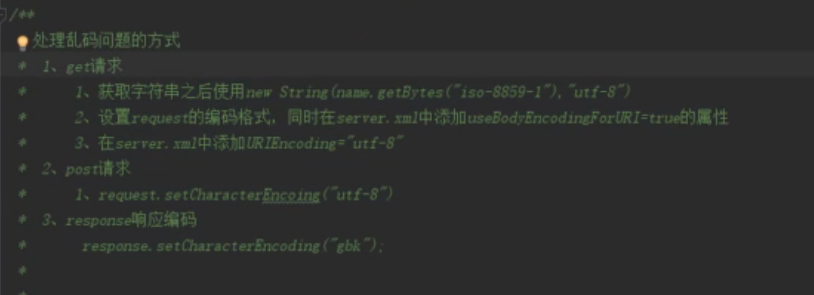 /**
处理乱码问题的方式
* 1、get请求
* 1、获取字符串之后使用new String(name.getBytes("iso-8859-1"),"utf-8")
* 2、设置request的编码格式，同时在server.xml中添加useBodyEncodingForURI=true的属性
* 3、在server.xml中添加URIEncoding="utf-8"
* 2、post请求
* 1、request.setCharacterEncoing("utf-8")
* 3、response响应编码
* response.setCharacterEncoding("gbk");
*
*